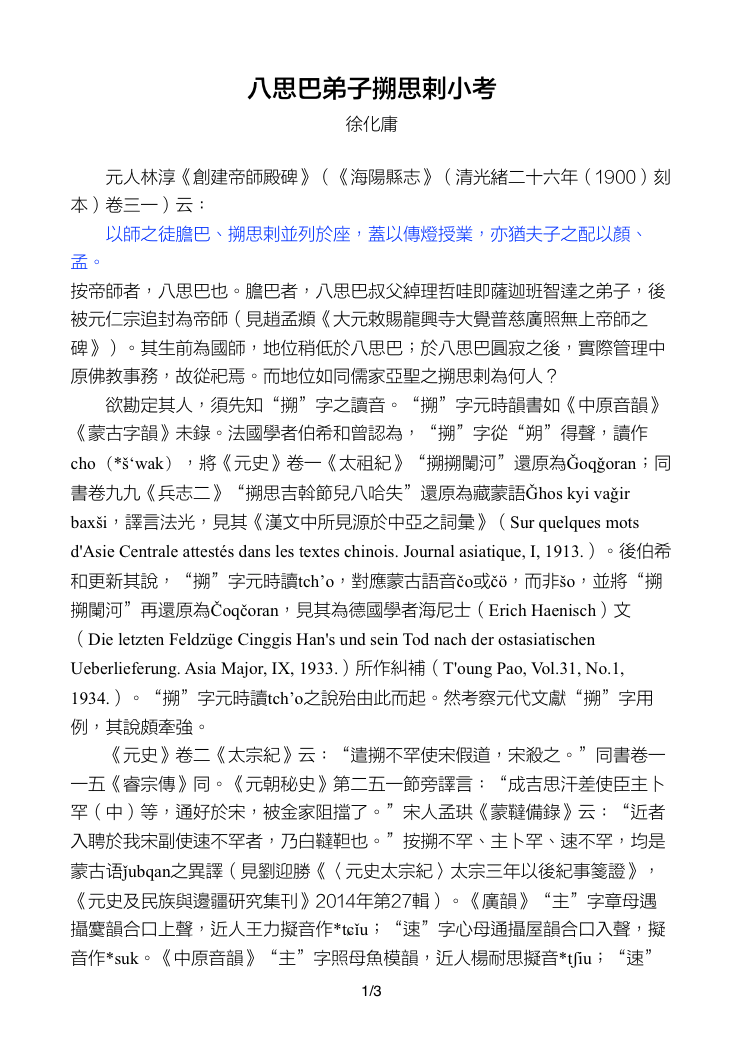 八思巴弟子搠思剌小考
徐化庸
元人林淳《創建帝師殿碑》（《海陽縣志》（清光緒二十六年（1900）刻
本）卷三一）云：
以師之徒膽巴、搠思剌並列於座，蓋以傳燈授業，亦猶夫子之配以顏、
孟。
按帝師者，八思巴也。膽巴者，八思巴叔父綽理哲哇即薩迦班智達之弟子，後
被元仁宗追封為帝師（見趙孟頫《大元敕賜龍興寺大覺普慈廣照無上帝師之
碑》）。其生前為國師，地位稍低於八思巴；於八思巴圓寂之後，實際管理中
原佛教事務，故從祀焉。而地位如同儒家亞聖之搠思剌為何人？
欲勘定其人，須先知“搠”字之讀音。“搠”字元時韻書如《中原音韻》
《蒙古字韻》未錄。法國學者伯希和曾認為，“搠”字從“朔”得聲，讀作
cho（*š‘wak），將《元史》卷一《太祖紀》“搠搠闌河”還原為Ǧoqǧoran；同
書卷九九《兵志二》“搠思吉斡節兒八哈失”還原為藏蒙語Ǧhos kyi vaǧir
baxši，譯言法光，見其《漢文中所見源於中亞之詞彙》（Sur quelques mots
d'Asie Centrale attestés dans les textes chinois. Journal asiatique, I, 1913.）。後伯希
和更新其說，“搠”字元時讀tch’o，對應蒙古語音čo或čö，而非šo，並將“搠
搠闌河”再還原為Čoqčoran，見其為德國學者海尼士（Erich Haenisch）文
（Die letzten Feldzüge Cinggis Han's und sein Tod nach der ostasiatischen
Ueberlieferung. Asia Major, IX, 1933.）所作糾補（T'oung Pao, Vol.31, No.1,
1934.）。“搠”字元時讀tch’o之說殆由此而起。然考察元代文獻“搠”字用
例，其說頗牽強。
《元史》卷二《太宗紀》云：“遣搠不罕使宋假道，宋殺之。”同書卷一
一五《睿宗傳》同。《元朝秘史》第二五一節旁譯言：“成吉思汗差使臣主卜
罕（中）等，通好於宋，被金家阻擋了。”宋人孟珙《蒙韃備錄》云：“近者
入聘於我宋副使速不罕者，乃白韃靼也。”按搠不罕、主卜罕、速不罕，均是
蒙古语ǰubqan之異譯（見劉迎勝《〈元史太宗紀〉太宗三年以後紀事箋證》，
《元史及民族與邊疆研究集刊》2014年第27輯）。《廣韻》“主”字章母遇
攝麌韻合口上聲，近人王力擬音作*tɕĭu；“速”字心母通攝屋韻合口入聲，擬
音作*suk。《中原音韻》“主”字照母魚模韻，近人楊耐思擬音*tʃiu；“速”
1/3